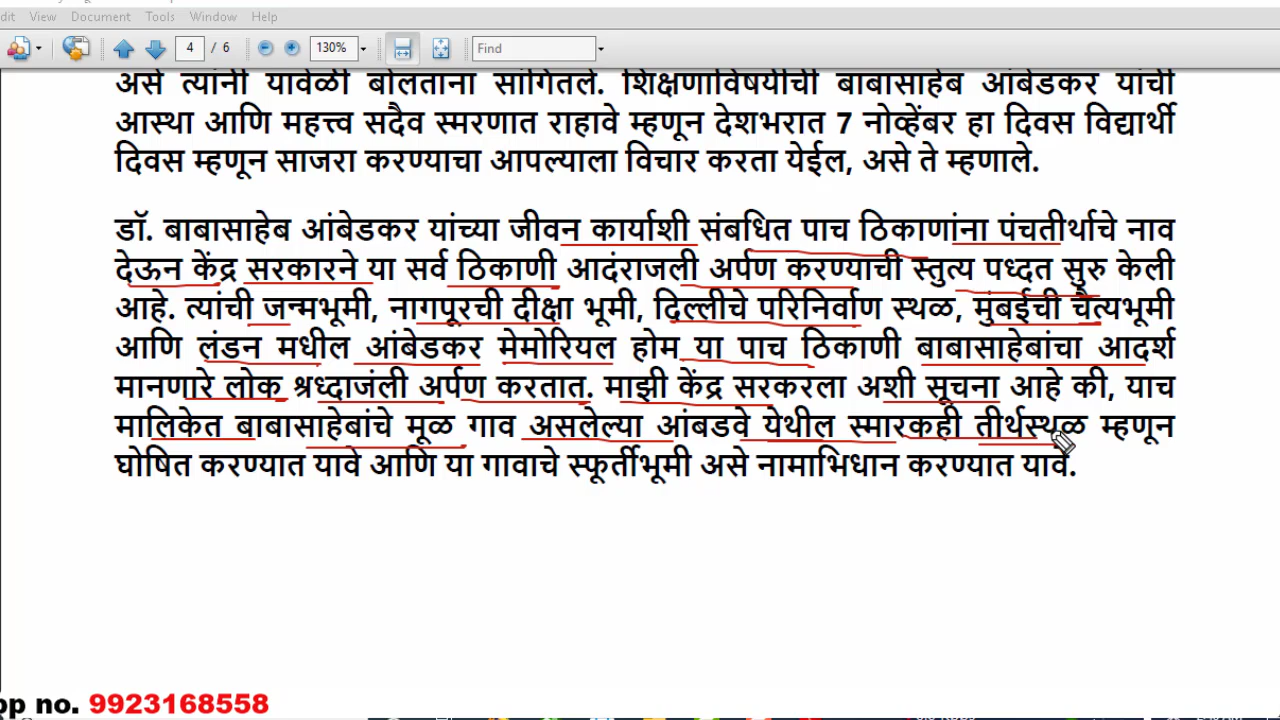 dit View Document Tools Window Help
4 / 6 130% Find
असे त्यांनी यावेळी बोलताना सांगितले. शिक्षणाविषयीची बाबासाहेब आंबेडकर यांची
आस्था आणि महत्त्व सदैव स्मरणात राहावे म्हणून देशभरात 7 नोव्हेंबर हा दिवस विद्यार्थी
दिवस म्हणून साजरा करण्याचा आपल्याला विचार करता येईल, असे ते म्हणाले.
डॉ. बाबासाहेब आंबेडकर यांच्या जीवन कार्याशी संबधित पाच ठिकाणांना पंचतीर्थाचे नाव
देऊन केंद्र सरकारने या सर्व ठिकाणी आदंराजली अर्पण करण्याची स्तुत्य पध्दत सुरु केली
आहे. त्यांची जन्मभूमी, नागपूरची दीक्षा भूमी, दिल्लीचे परिनिर्वाण स्थळ, मुंबईची चैत्यभूमी
आणि लंडन मधील आंबेडकर मेमोरियल होम या पाच ठिकाणी बाबासाहेबांचा आदर्श
मानणारे लोक श्रध्दाजंली अर्पण करतात. माझी केंद्र सरकरला अशी सूचना आहे की, याच
मालिकेत बाबासाहेबांचे मूळ गाव असलेल्या आंबडवे येथील स्मारकही तीर्थस्थळ म्हणून
घोषित करण्यात यावे आणि या गावाचे स्फूर्तीभूमी असे नामाभिधान करण्यात यावे.
pp no. 9923168558